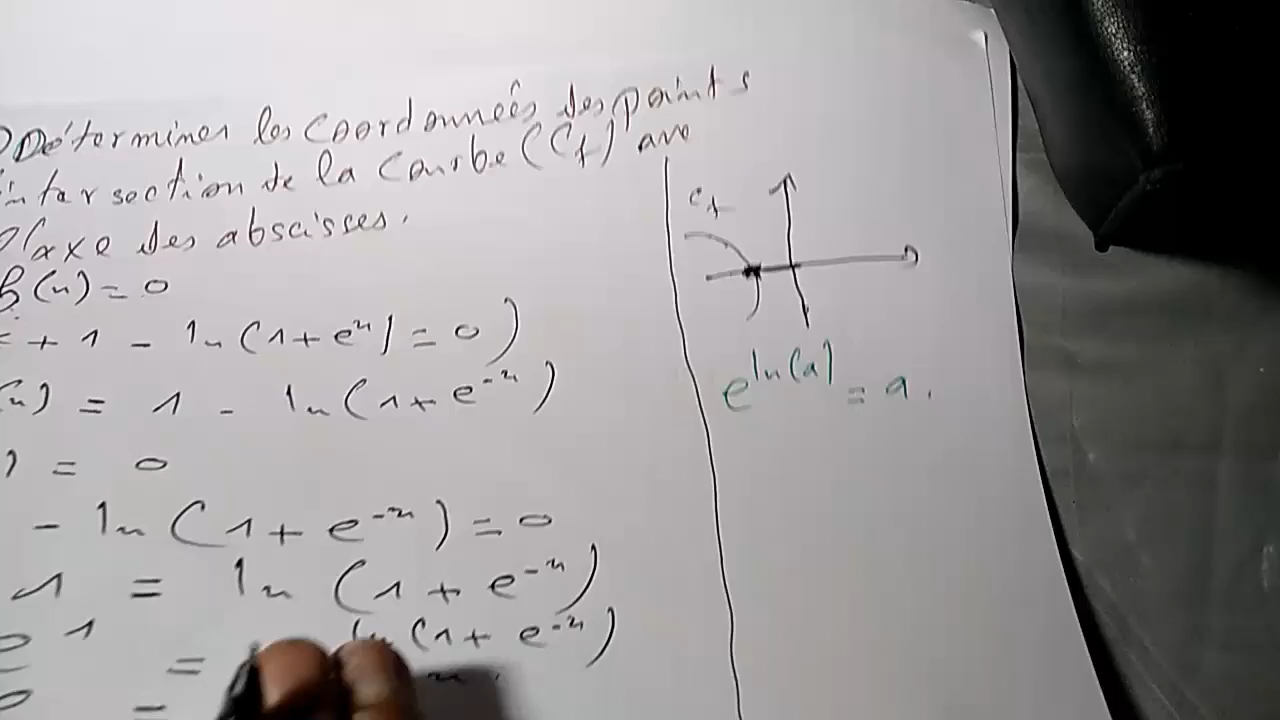 Déterminer les coordonnées des points
intersection de la courbe (Cf) ave
l'axe des abscisses.
f(x) = 0
x + 1 - ln(1+e^x) = 0)
(x) = 1 - ln(1+e^-x)
) = 0
- ln(1+e^-x) = 0
1 = ln(1+e^-x)
e^1 = ln(1+e^-x)
e =
Cf
e^ln(a) = a.